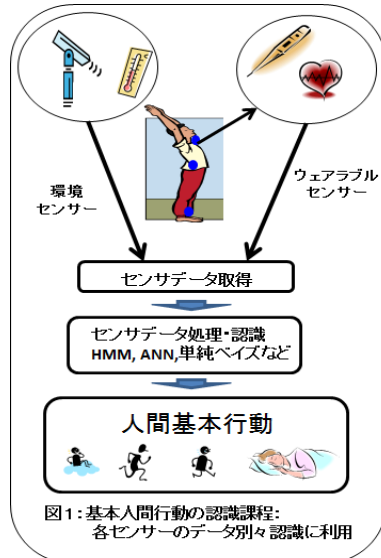 環境
センサー
ウェアラブル
センサー
センサデータ取得
センサデータ処理・認識
HMM, ANN,単純ベイズなど
人間基本行動
図1:基本人間行動の認識課程:
各センサーのデータ別々認識に利用